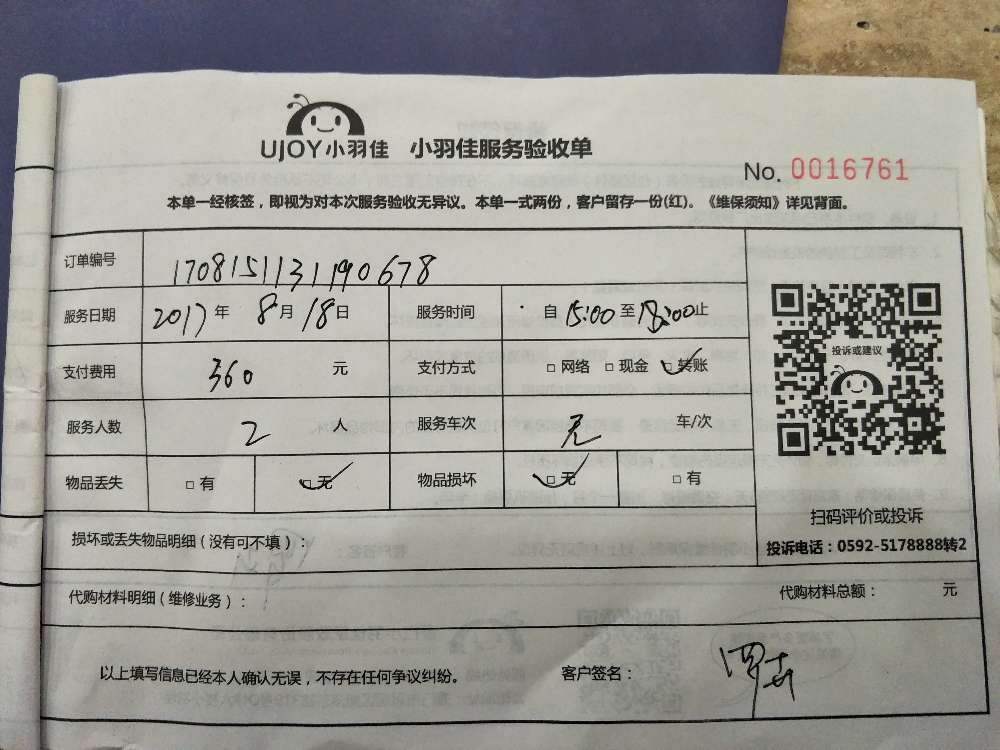 UJOY小羽佳 小羽佳服务验收单
No. 0016761
本单一经核签，即视为对本次服务验收无异议。本单一式两份，客户留存一份(红)。《维保须知》详见背面。
订单编号 1708151131190678
服务日期 2017年 8月 18日 服务时间 自 15:00 至 18:00止
支付费用 360 元 支付方式 □网络 □现金 □转账
投诉或建议
服务人数 2 人 服务车次 无 车/次
物品丢失 □有 □无 物品损坏 □无 □有
扫码评价或投诉
损坏或丢失物品明细（没有可不填）：
投诉电话：0592-5178888转2
代购材料明细（维修业务）： 代购材料总额： 元
以上填写信息已经本人确认无误，不存在任何争议纠纷。 客户签名：